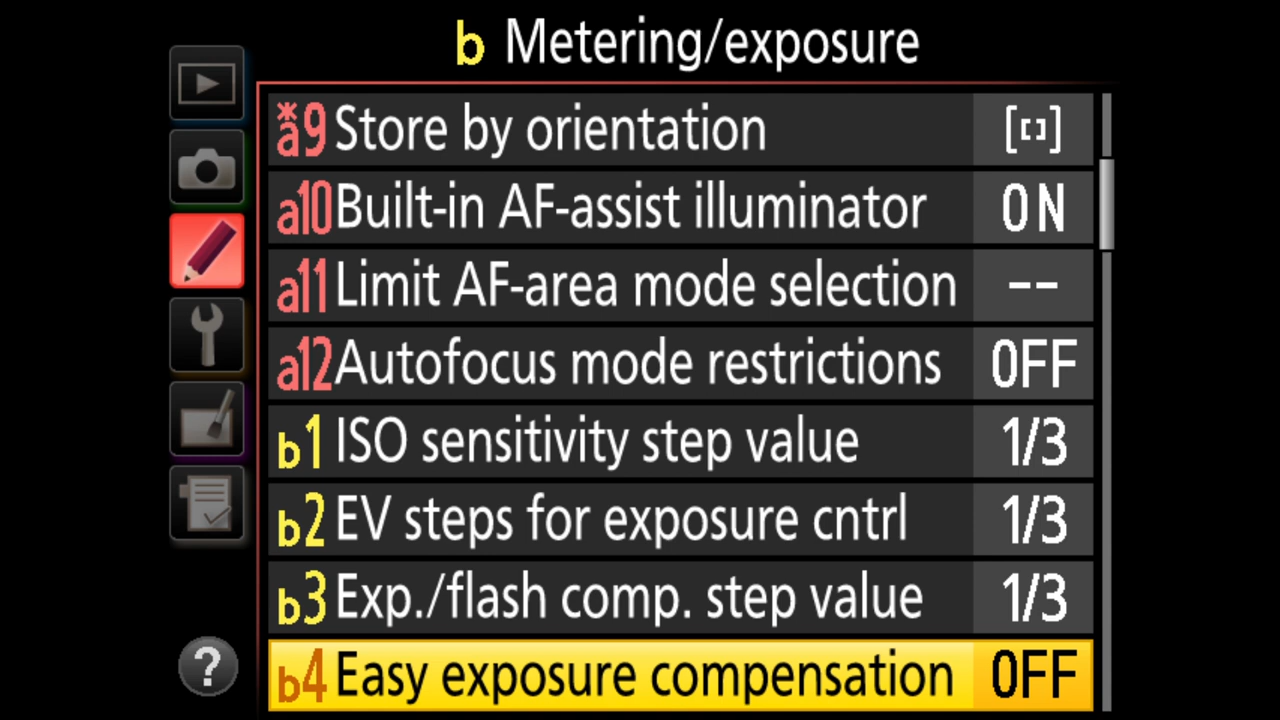 b Metering/exposure
*a9 Store by orientation
a10 Built-in AF-assist illuminator ON
a11 Limit AF-area mode selection --
a12 Autofocus mode restrictions OFF
b1 ISO sensitivity step value 1/3
b2 EV steps for exposure cntrl 1/3
b3 Exp./flash comp. step value 1/3
b4 Easy exposure compensation OFF
?